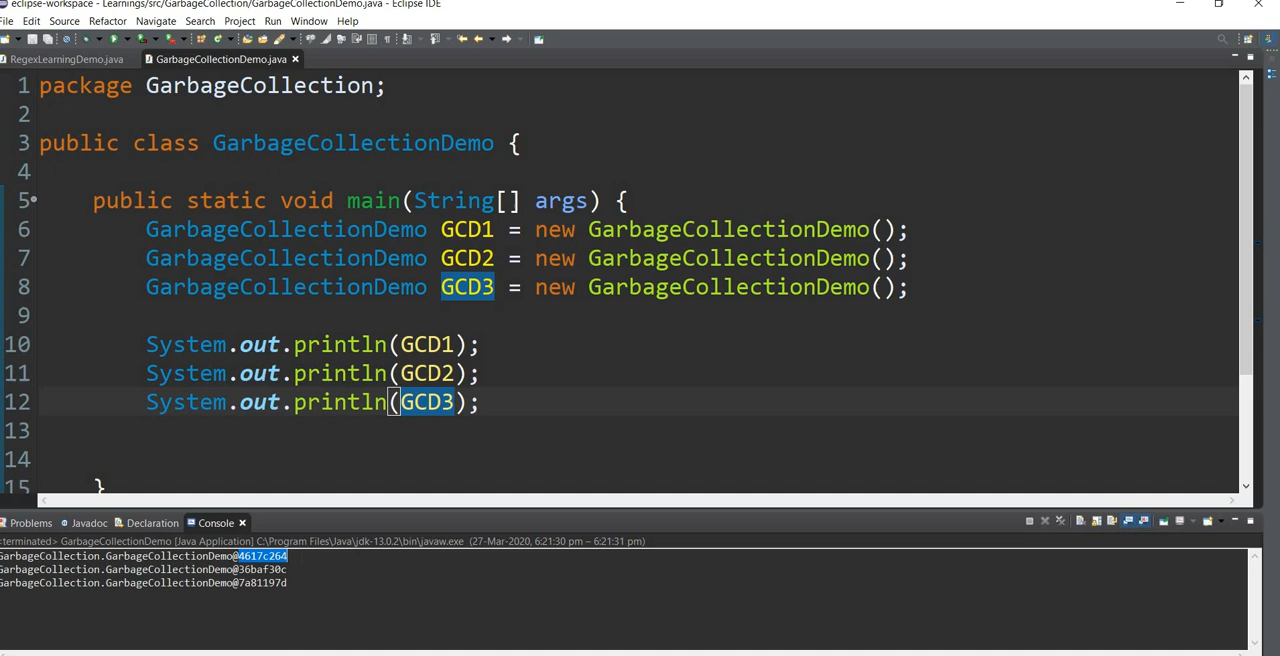 eclipse-workspace - Learnings/src/GarbageCollection/GarbageCollectionDemo.java - Eclipse IDE
File Edit Source Refactor Navigate Search Project Run Window Help
RegexLearningDemo.java GarbageCollectionDemo.java
1 package GarbageCollection;
2
3 public class GarbageCollectionDemo {
4
5 public static void main(String[] args) {
6 GarbageCollectionDemo GCD1 = new GarbageCollectionDemo();
7 GarbageCollectionDemo GCD2 = new GarbageCollectionDemo();
8 GarbageCollectionDemo GCD3 = new GarbageCollectionDemo();
9
10 System.out.println(GCD1);
11 System.out.println(GCD2);
12 System.out.println(GCD3);
13
14
15 }
Problems Javadoc Declaration Console
<terminated> GarbageCollectionDemo [Java Application] C:\Program Files\Java\jdk-13.0.2\bin\javaw.exe (27-Mar-2020, 6:21:30 pm – 6:21:31 pm)
GarbageCollection.GarbageCollectionDemo@4617c264
GarbageCollection.GarbageCollectionDemo@36baf30c
GarbageCollection.GarbageCollectionDemo@7a81197d